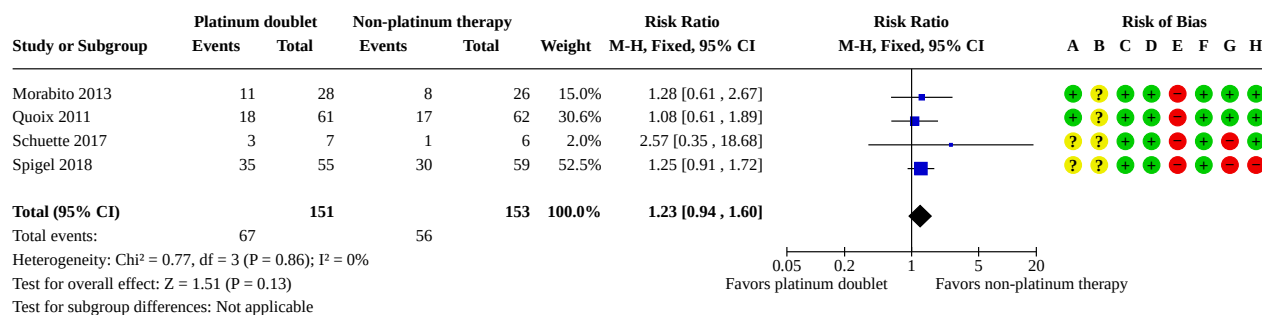 Platinum doublet Non-platinum therapy Risk Ratio Risk Ratio Risk of Bias
Study or Subgroup Events Total Events Total Weight M-H, Fixed, 95% CI M-H, Fixed, 95% CI A B C D E F G H
Morabito 2013 11 28 8 26 15.0% 1.28 [0.61 , 2.67] + ? + + − + + +
Quoix 2011 18 61 17 62 30.6% 1.08 [0.61 , 1.89] + ? + + − + + +
Schuette 2017 3 7 1 6 2.0% 2.57 [0.35 , 18.68] ? ? + + − + − +
Spigel 2018 35 55 30 59 52.5% 1.25 [0.91 , 1.72] ? ? + + − + − −
Total (95% CI) 151 153 100.0% 1.23 [0.94 , 1.60]
Total events: 67 56
Heterogeneity: Chi² = 0.77, df = 3 (P = 0.86); I² = 0%
0.05 0.2 1 5 20
Test for overall effect: Z = 1.51 (P = 0.13) Favors platinum doublet Favors non-platinum therapy
Test for subgroup differences: Not applicable